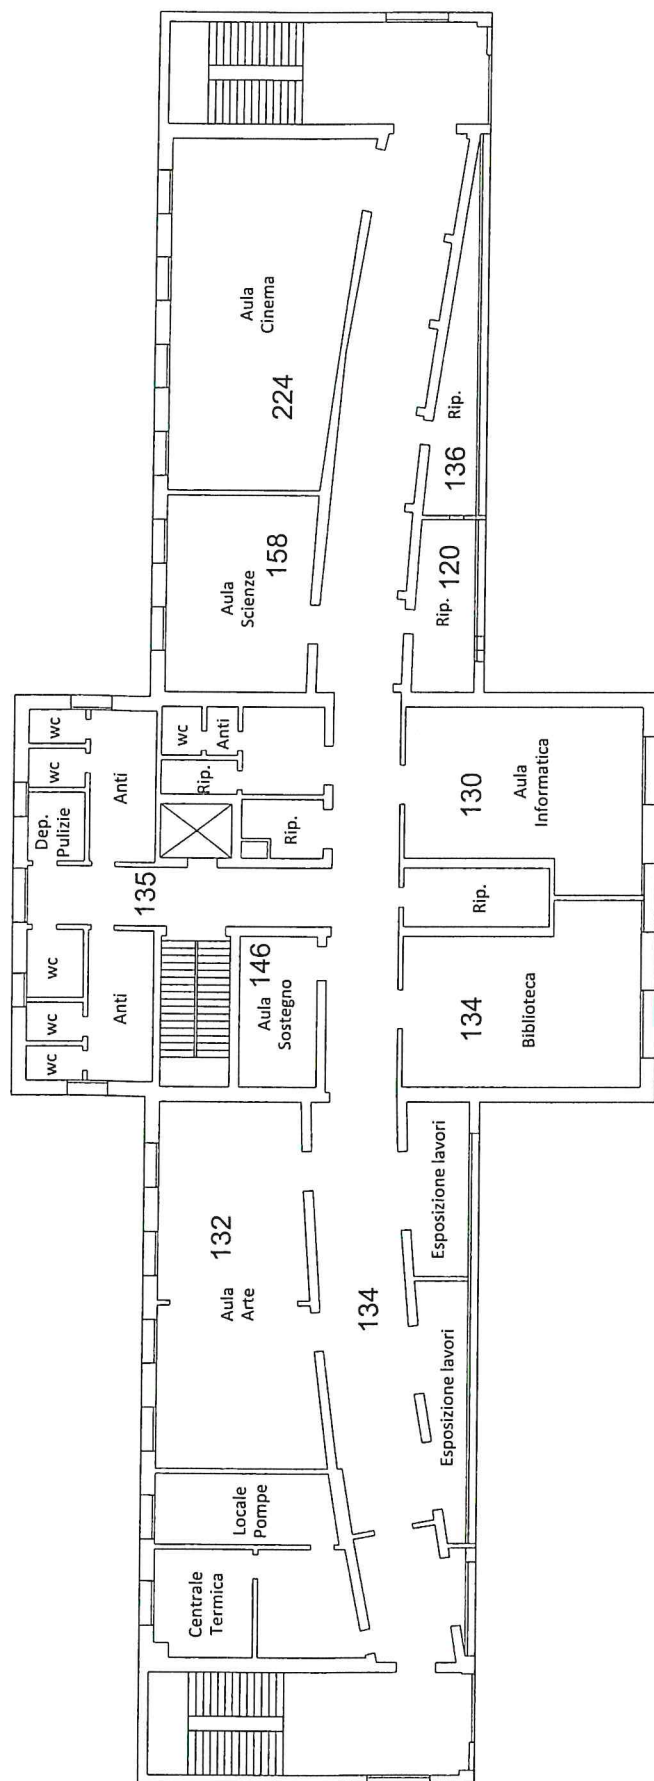 Centrale
Termica
Locale
Pompe
Aula
Arte
132
134
Esposizione lavori
Esposizione lavori
wc
wc
wc
Anti
Aula
Sostegno
146
135
Dep.
Pulizie
wc
wc
Anti
Rip.
wc
Anti
Rip.
134
Biblioteca
Rip.
130
Aula
Informatica
Aula
Scienze
158
224
Aula
Cinema
Rip.
120
136
Rip.